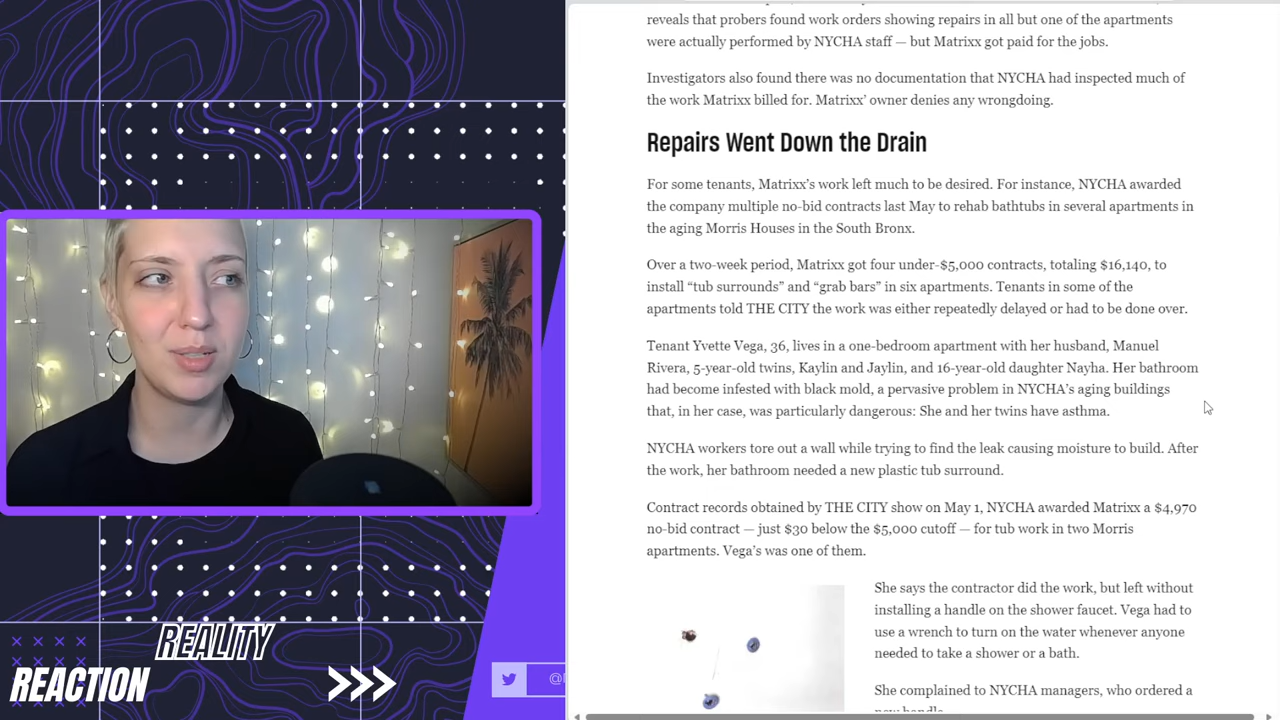 reveals that probers found work orders showing repairs in all but one of the apartments
were actually performed by NYCHA staff — but Matrixx got paid for the jobs.
Investigators also found there was no documentation that NYCHA had inspected much of
the work Matrixx billed for. Matrixx’ owner denies any wrongdoing.
Repairs Went Down the Drain
For some tenants, Matrixx’s work left much to be desired. For instance, NYCHA awarded
the company multiple no-bid contracts last May to rehab bathtubs in several apartments in
the aging Morris Houses in the South Bronx.
Over a two-week period, Matrixx got four under-$5,000 contracts, totaling $16,140, to
install “tub surrounds” and “grab bars” in six apartments. Tenants in some of the
apartments told THE CITY the work was either repeatedly delayed or had to be done over.
Tenant Yvette Vega, 36, lives in a one-bedroom apartment with her husband, Manuel
Rivera, 5-year-old twins, Kaylin and Jaylin, and 16-year-old daughter Nayha. Her bathroom
had become infested with black mold, a pervasive problem in NYCHA’s aging buildings
that, in her case, was particularly dangerous: She and her twins have asthma.
NYCHA workers tore out a wall while trying to find the leak causing moisture to build. After
the work, her bathroom needed a new plastic tub surround.
Contract records obtained by THE CITY show on May 1, NYCHA awarded Matrixx a $4,970
no-bid contract — just $30 below the $5,000 cutoff — for tub work in two Morris
apartments. Vega’s was one of them.
She says the contractor did the work, but left without
installing a handle on the shower faucet. Vega had to
use a wrench to turn on the water whenever anyone
needed to take a shower or a bath.
She complained to NYCHA managers, who ordered a
new handle
REALITY
REACTION